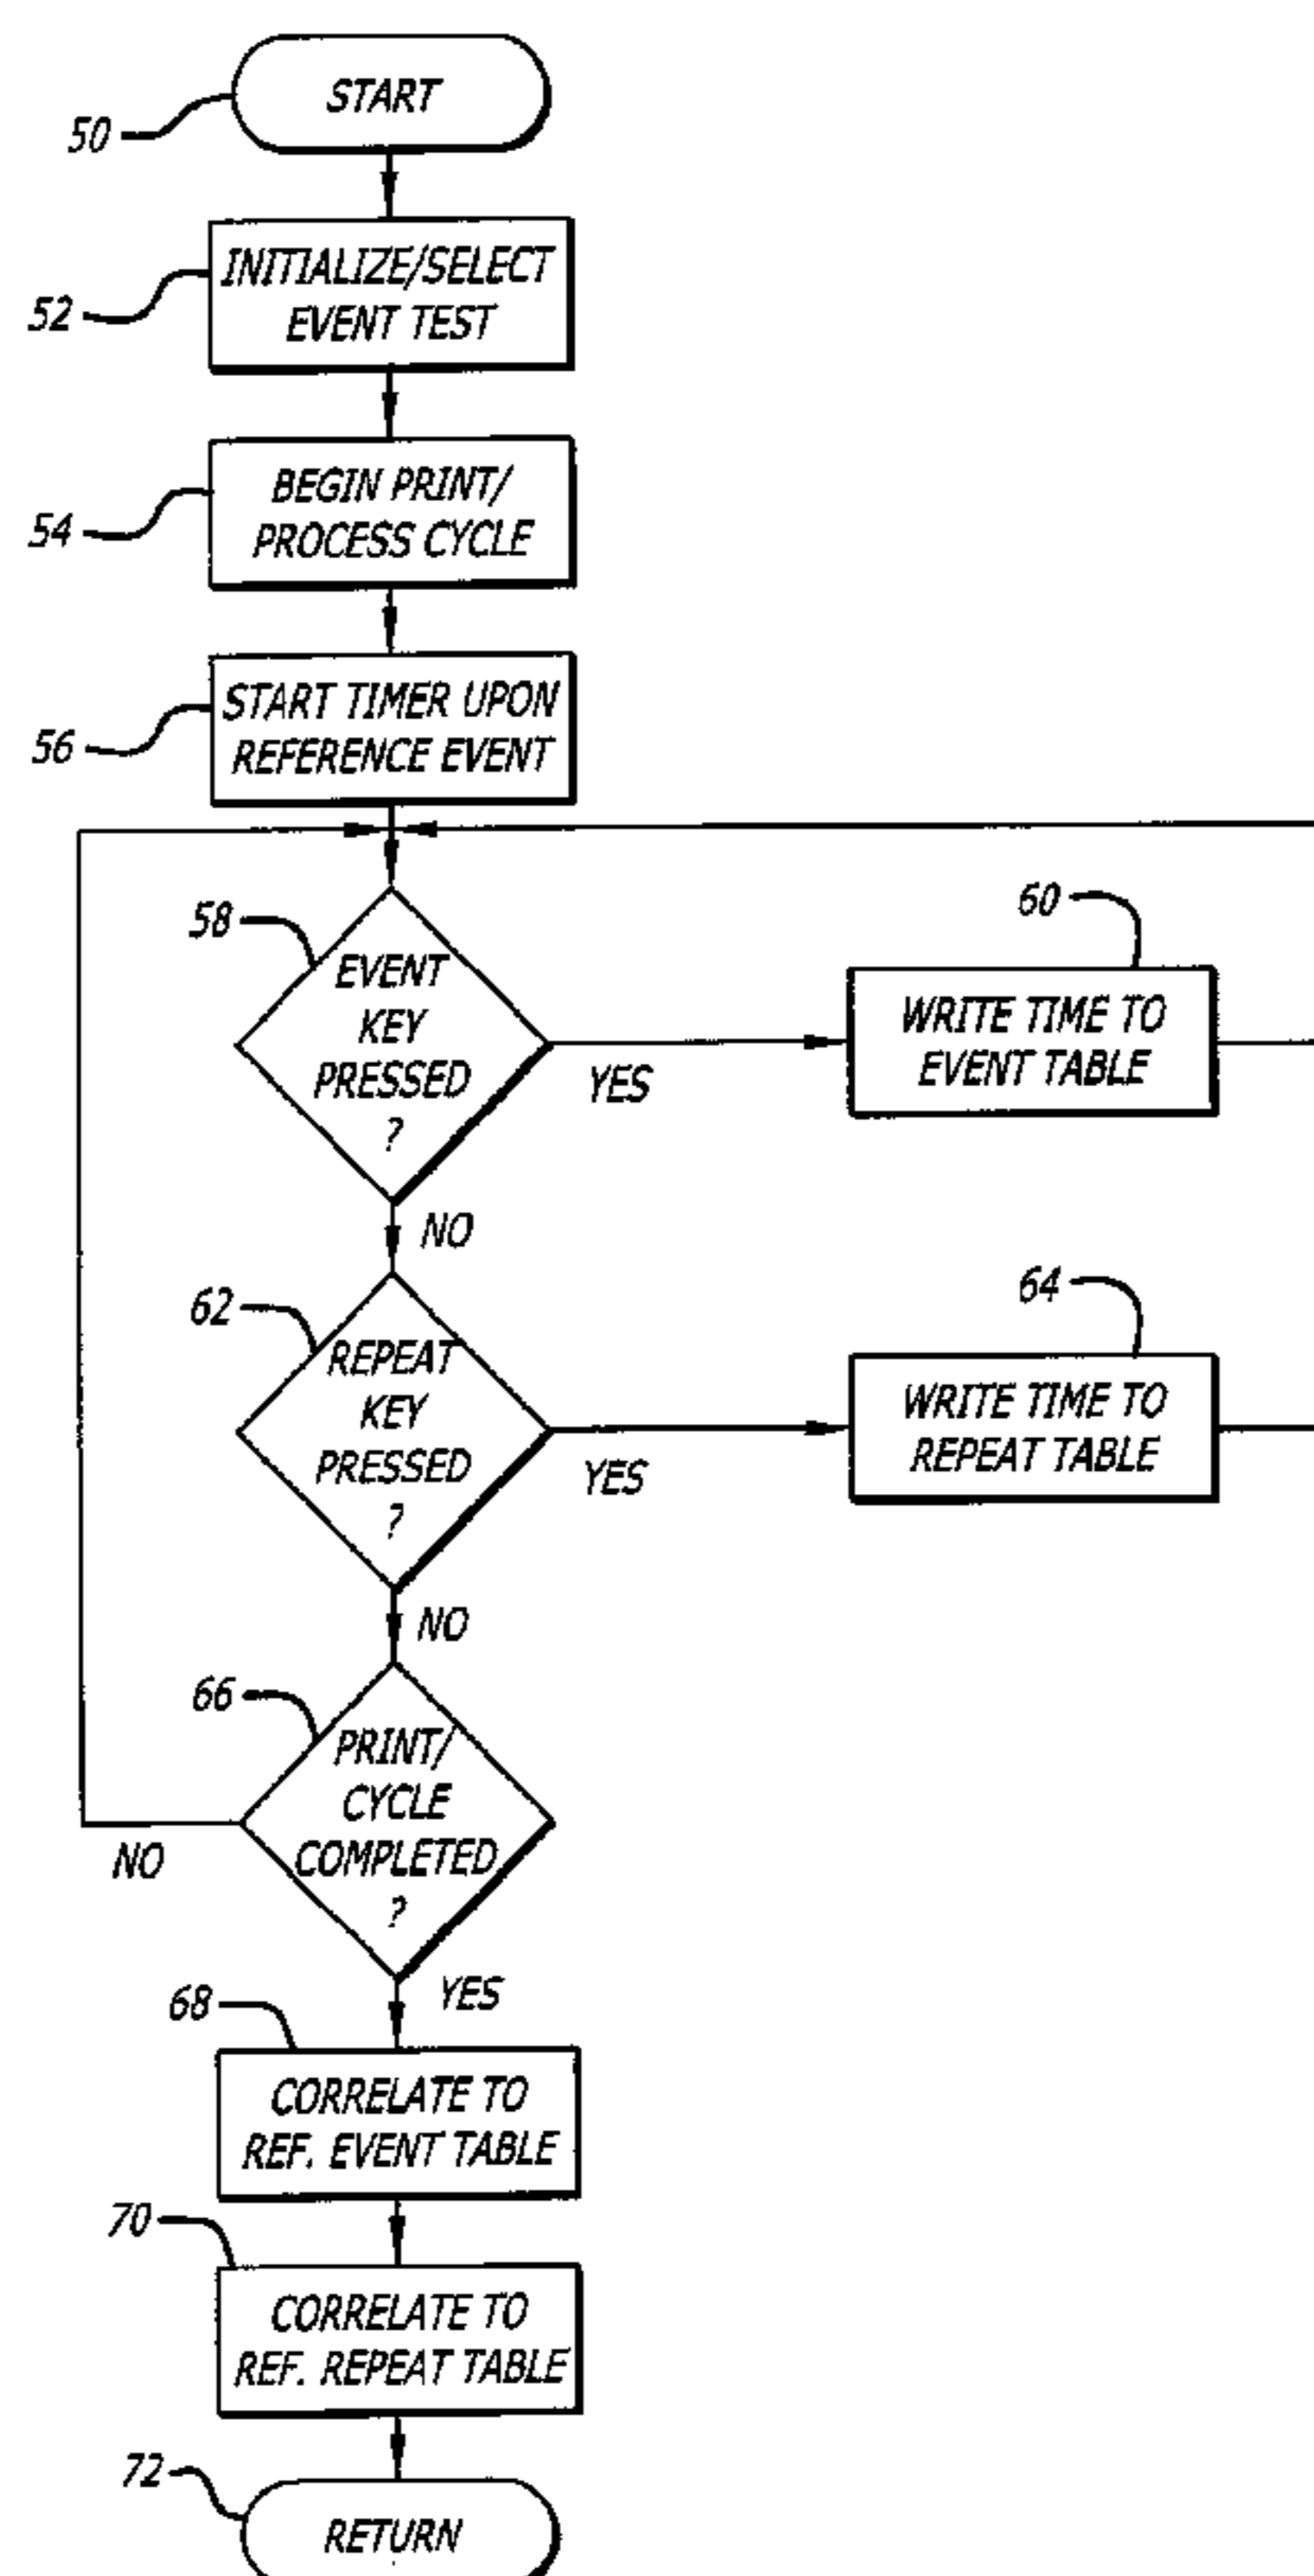 START
50
INITIALIZE/SELECT
EVENT TEST
52
BEGIN PRINT/
PROCESS CYCLE
54
START TIMER UPON
REFERENCE EVENT
56
58
EVENT
KEY
PRESSED
?
YES
60
WRITE TIME TO
EVENT TABLE
NO
62
REPEAT
KEY
PRESSED
?
YES
64
WRITE TIME TO
REPEAT TABLE
NO
66
PRINT/
CYCLE
COMPLETED
?
NO
YES
68
CORRELATE TO
REF. EVENT TABLE
70
CORRELATE TO
REF. REPEAT TABLE
72
RETURN